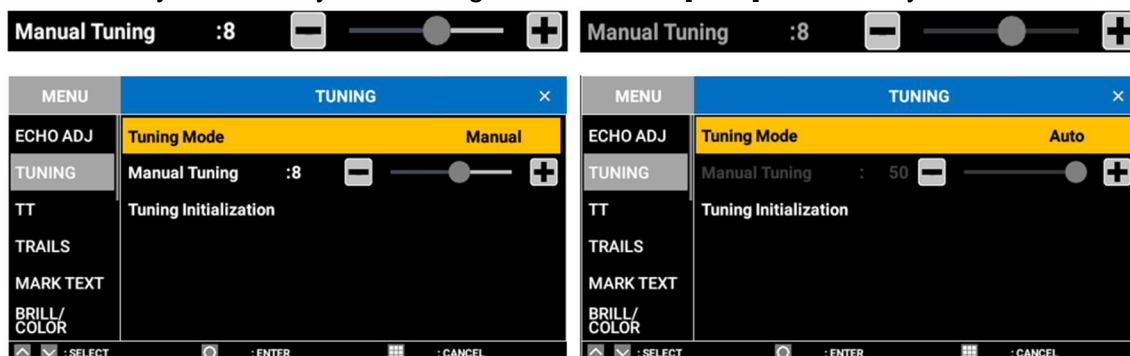 Manual Tuning :8
Manual Tuning :8
MENU TUNING ×
ECHO ADJ Tuning Mode Manual
TUNING Manual Tuning :8
TT Tuning Initialization
TRAILS
MARK TEXT
BRILL/
COLOR
: SELECT : ENTER : CANCEL
MENU TUNING ×
ECHO ADJ Tuning Mode Auto
TUNING Manual Tuning : 50
TT Tuning Initialization
TRAILS
MARK TEXT
BRILL/
COLOR
: SELECT : ENTER : CANCEL